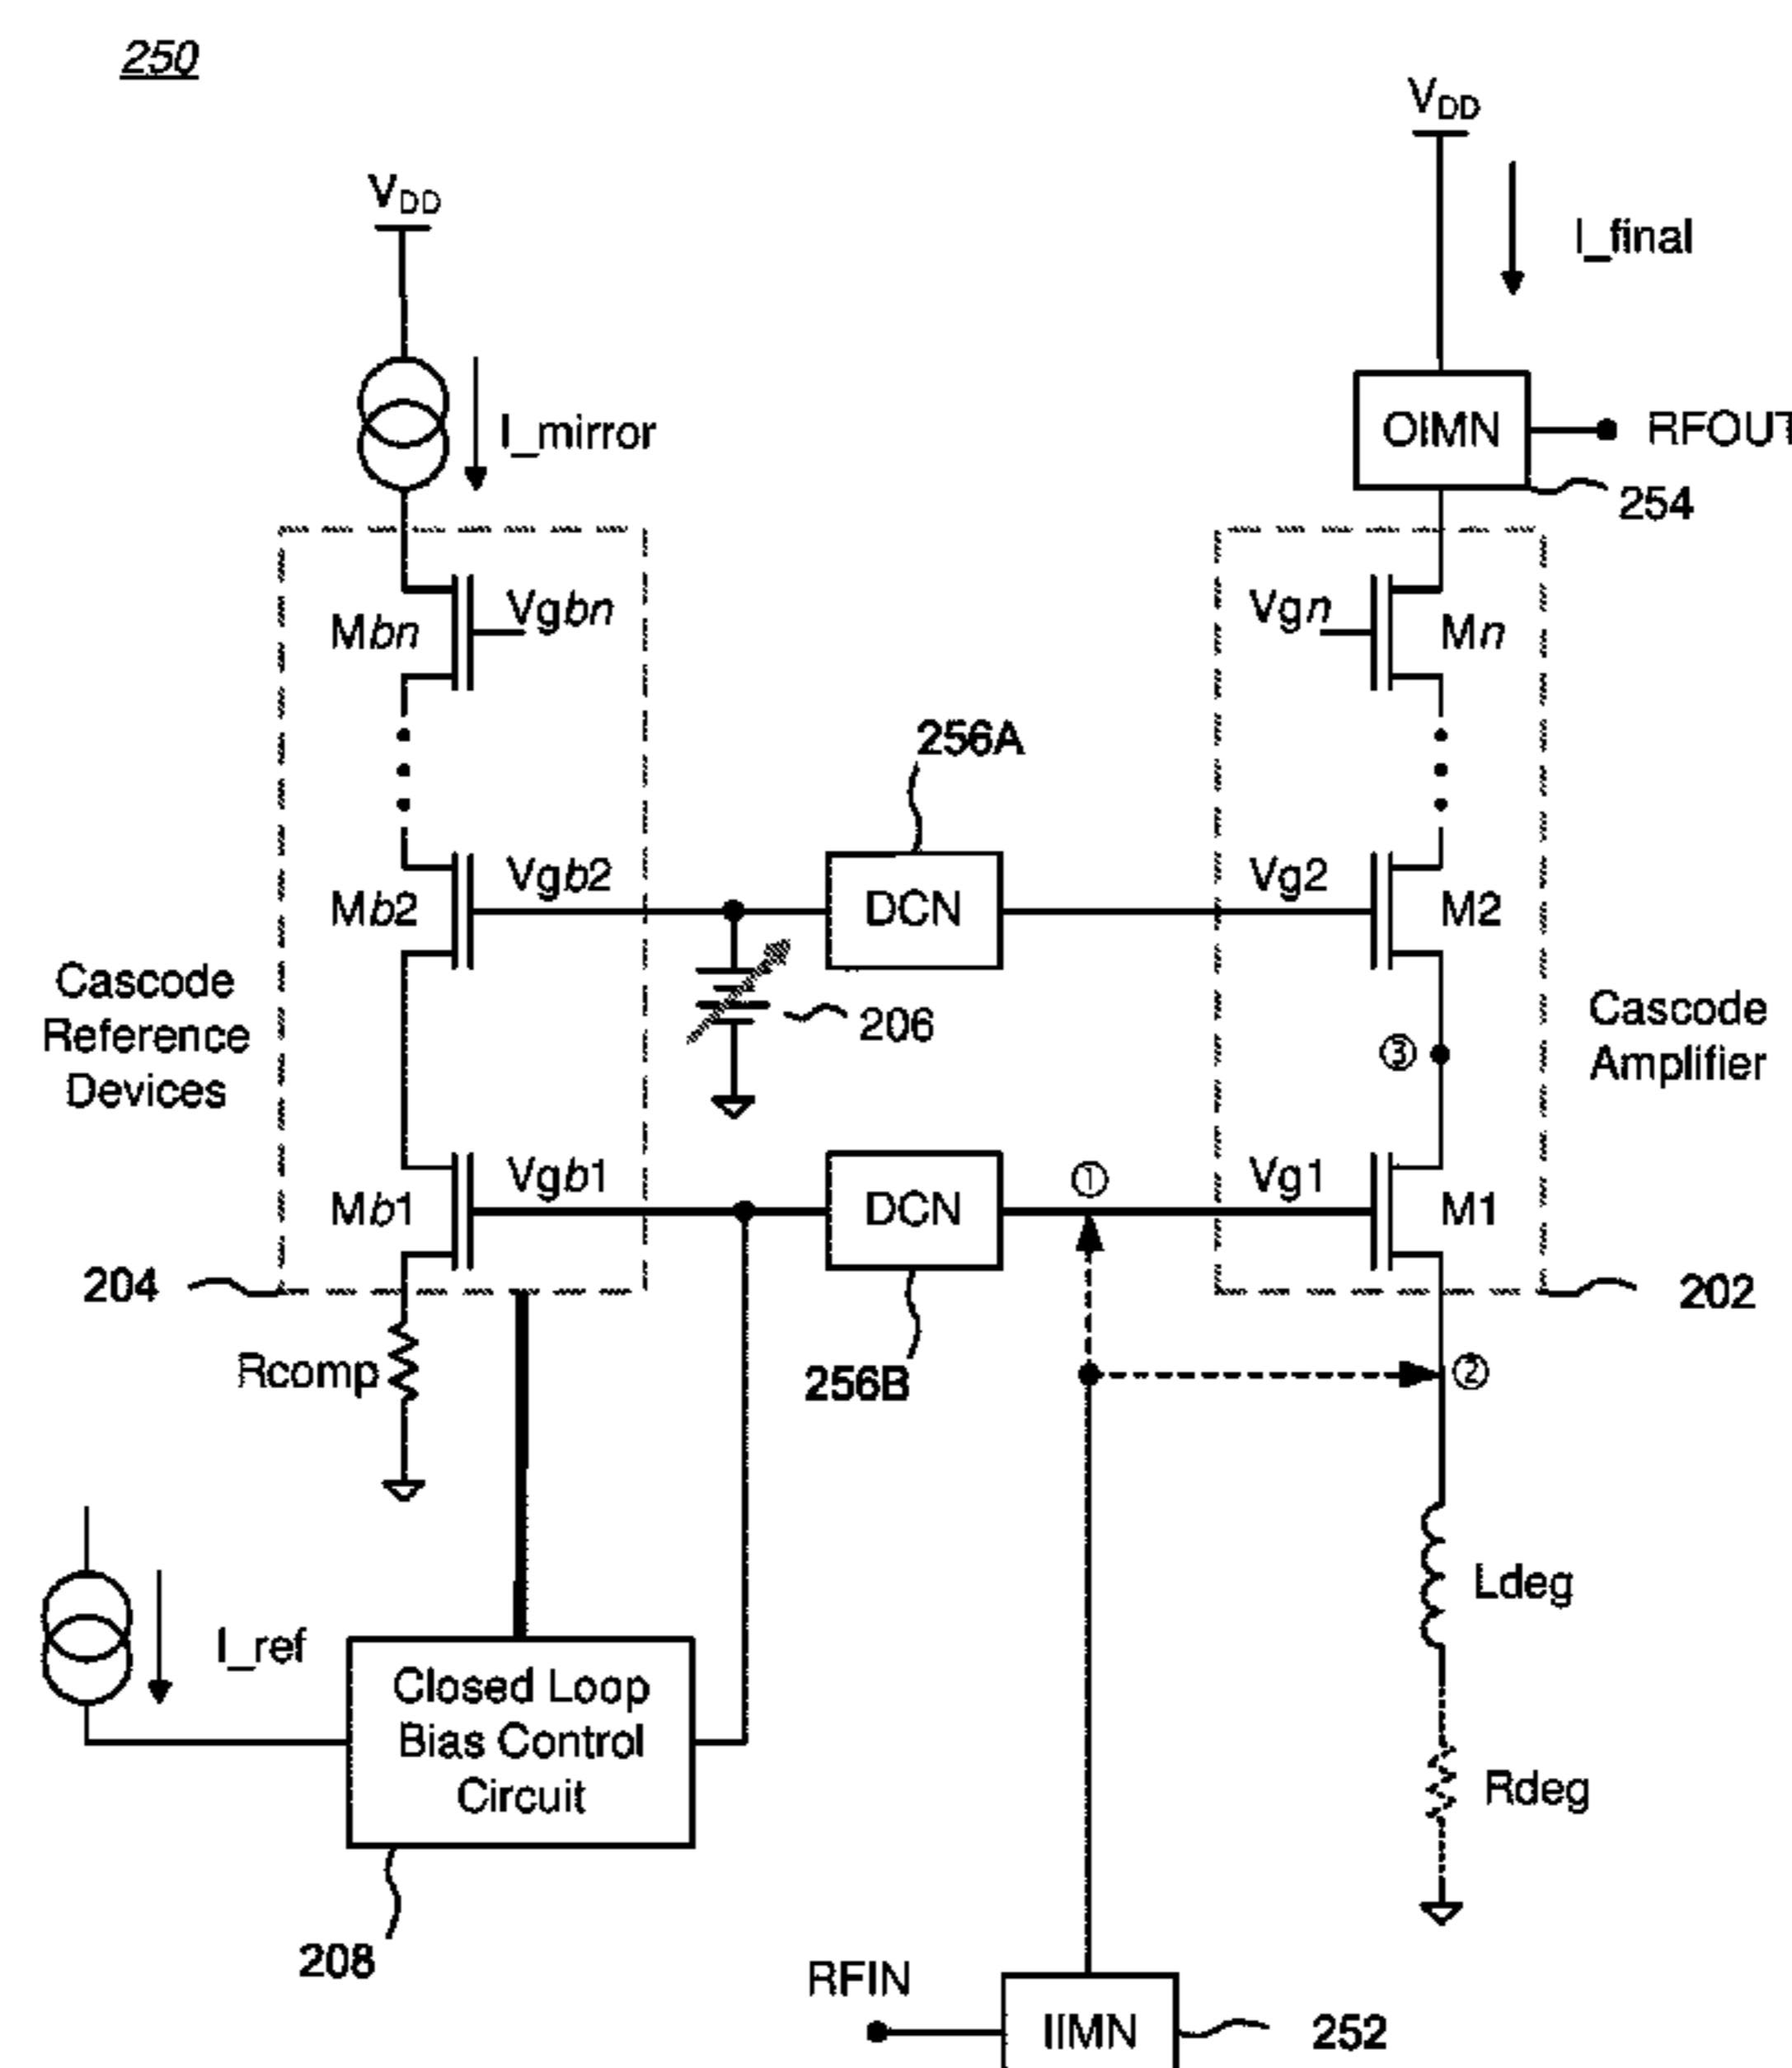 250
VDD
I_final
VDD
I_mirror
OIMN
RFOUT
254
Mbn
Vgbn
Vgn
Mn
256A
Mb2
Vgb2
DCN
Vg2
M2
Cascode
Reference
Devices
206
③
Cascode
Amplifier
Mb1
Vgb1
DCN
①
Vg1
M1
204
202
Rcomp
256B
②
I_ref
Closed Loop
Bias Control
Circuit
Ldeg
Rdeg
208
RFIN
IIMN
252